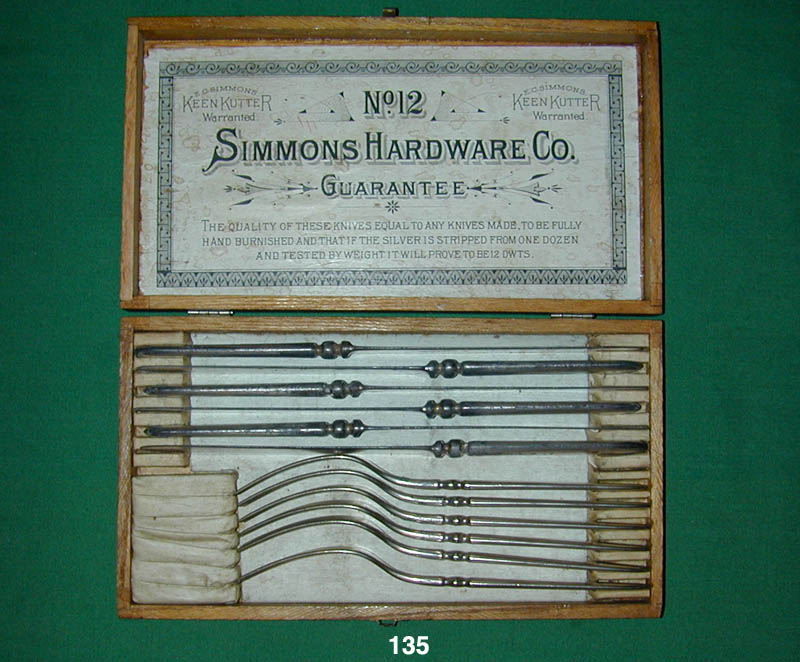 E.C. SIMMONS
KEEN KUTTER
Warranted
No 12
E.C. SIMMONS
KEEN KUTTER
Warranted.
SIMMONS HARDWARE CO.
GUARANTEE
THE QUALITY OF THESE KNIVES EQUAL TO ANY KNIVES MADE, TO BE FULLY
HAND BURNISHED AND THAT IF THE SILVER IS STRIPPED FROM ONE DOZEN
AND TESTED BY WEIGHT IT WILL PROVE TO BE 12 DWTS.
135